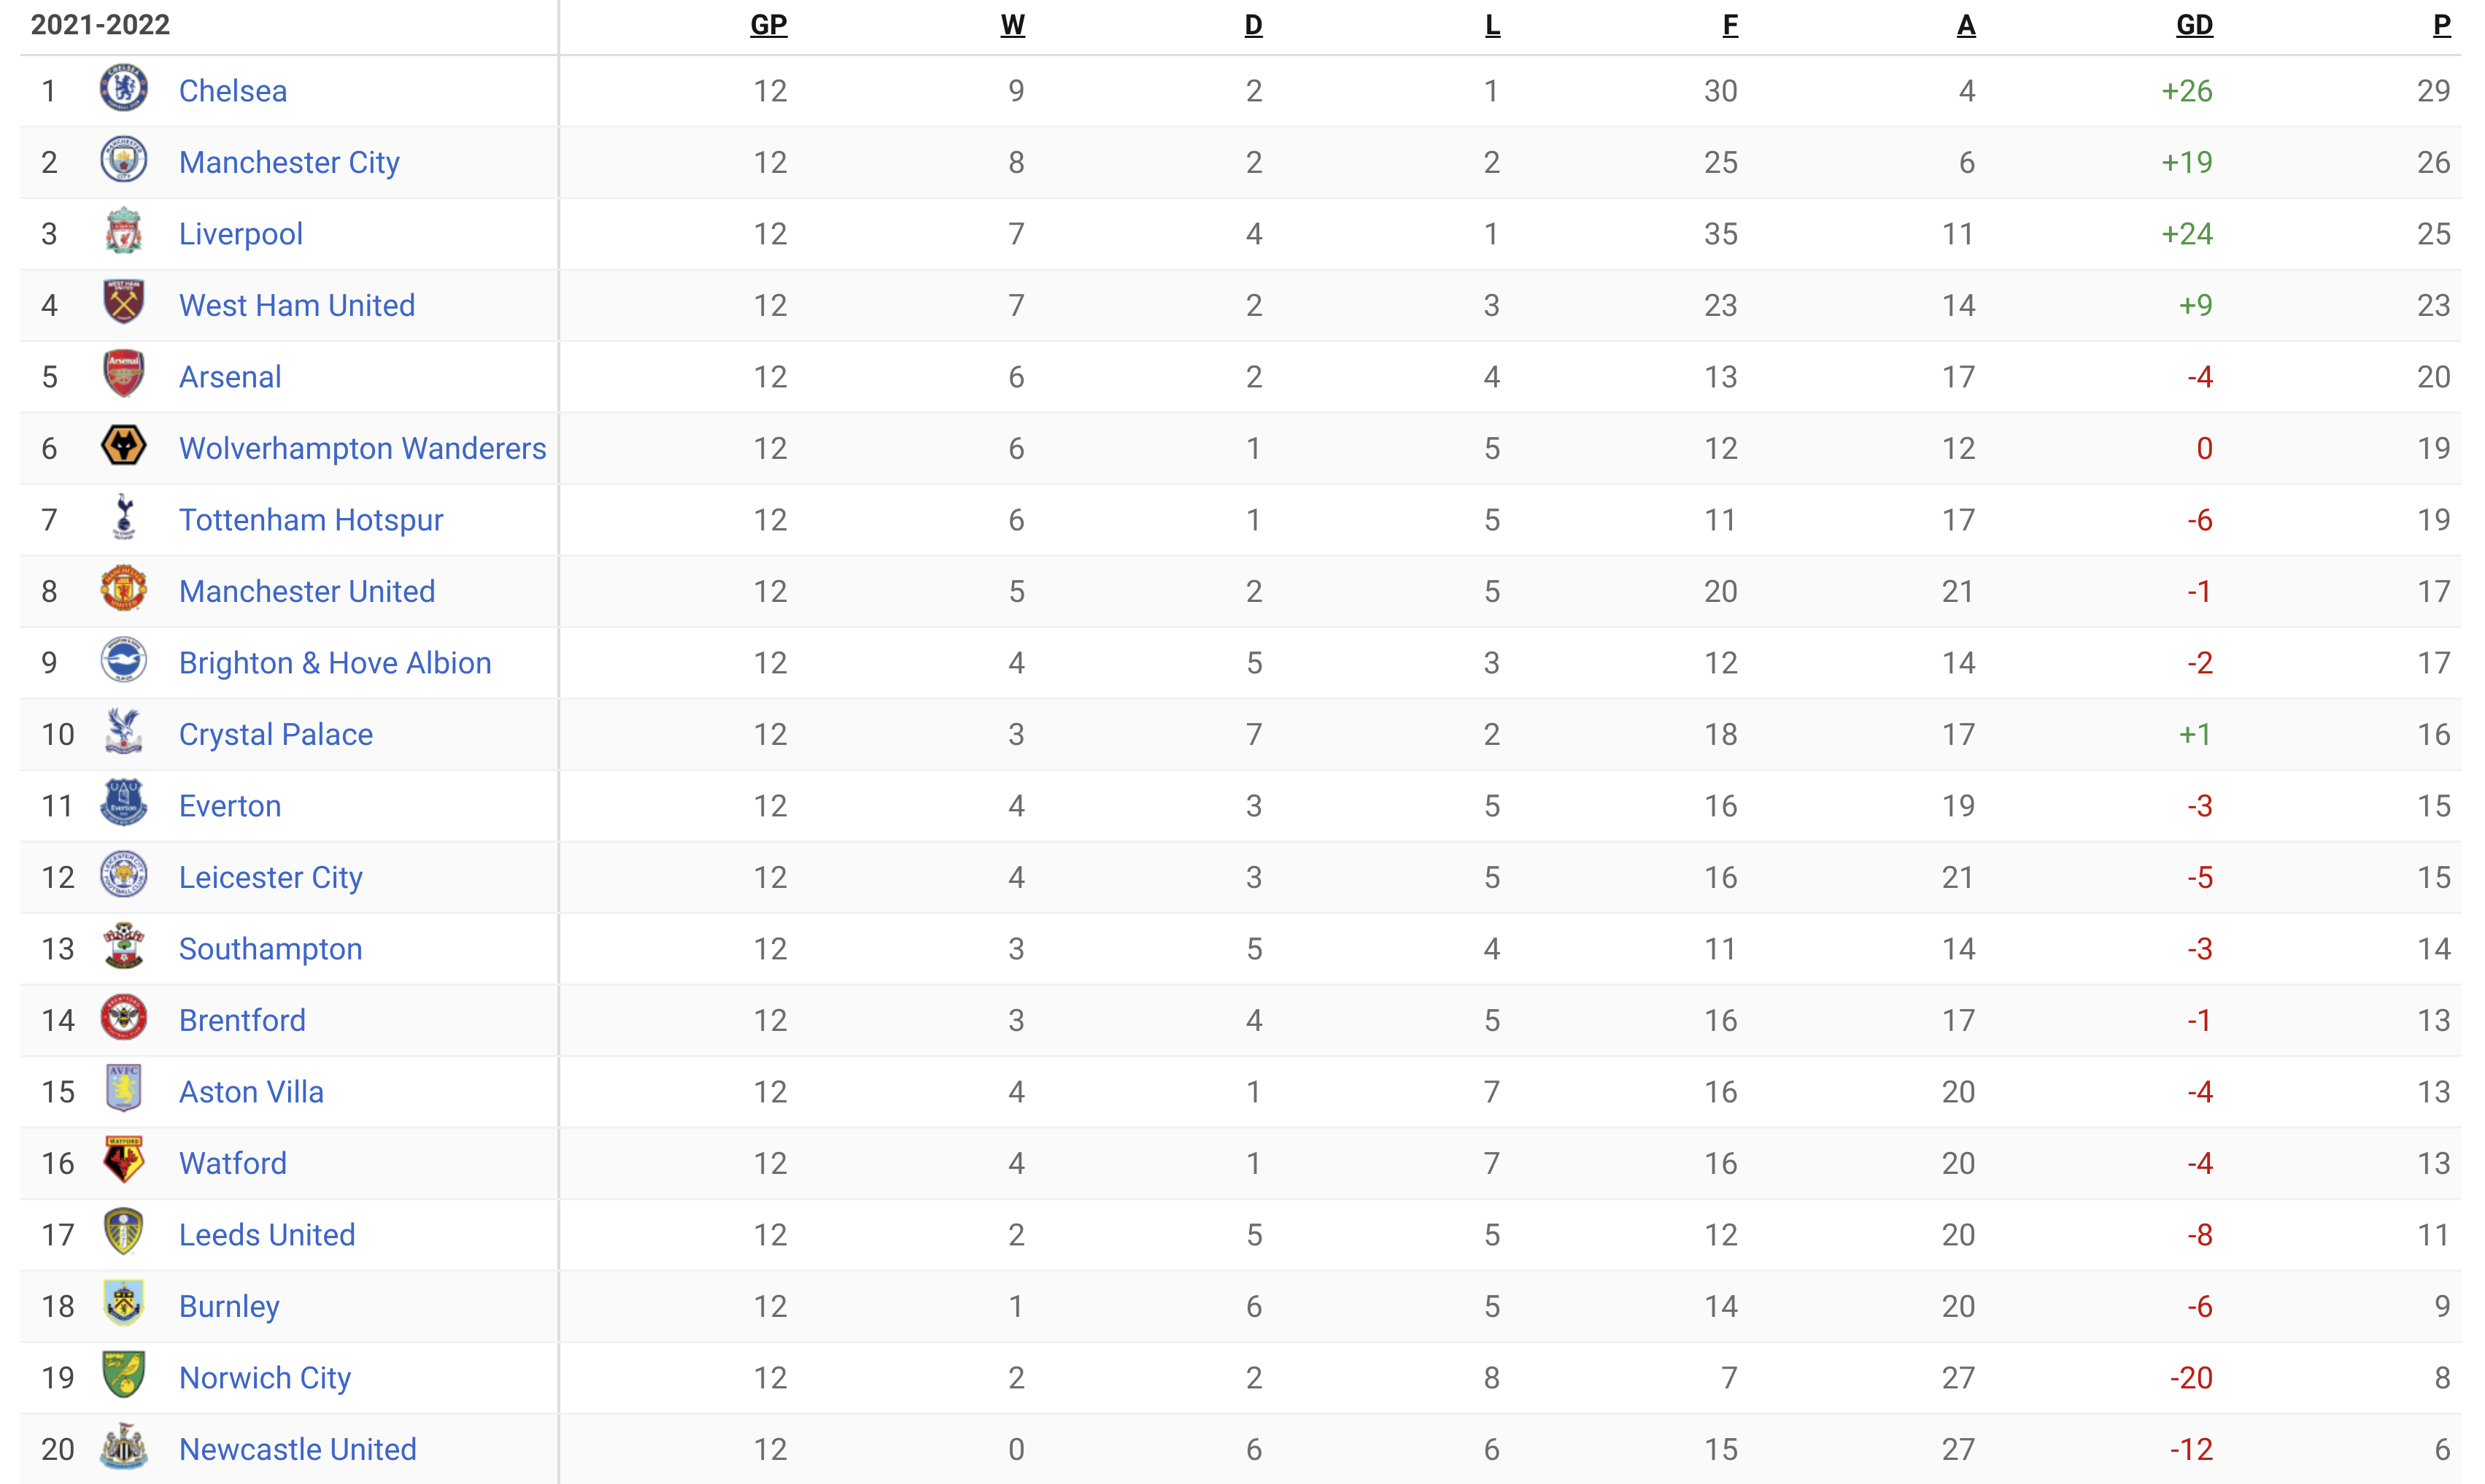 2021-2022 GP W D L F A GD P
1 Chelsea 12 9 2 1 30 4 +26 29
2 Manchester City 12 8 2 2 25 6 +19 26
3 Liverpool 12 7 4 1 35 11 +24 25
4 West Ham United 12 7 2 3 23 14 +9 23
5 Arsenal 12 6 2 4 13 17 -4 20
6 Wolverhampton Wanderers 12 6 1 5 12 12 0 19
7 Tottenham Hotspur 12 6 1 5 11 17 -6 19
8 Manchester United 12 5 2 5 20 21 -1 17
9 Brighton & Hove Albion 12 4 5 3 12 14 -2 17
10 Crystal Palace 12 3 7 2 18 17 +1 16
11 Everton 12 4 3 5 16 19 -3 15
12 Leicester City 12 4 3 5 16 21 -5 15
13 Southampton 12 3 5 4 11 14 -3 14
14 Brentford 12 3 4 5 16 17 -1 13
15 Aston Villa 12 4 1 7 16 20 -4 13
16 Watford 12 4 1 7 16 20 -4 13
17 Leeds United 12 2 5 5 12 20 -8 11
18 Burnley 12 1 6 5 14 20 -6 9
19 Norwich City 12 2 2 8 7 27 -20 8
20 Newcastle United 12 0 6 6 15 27 -12 6